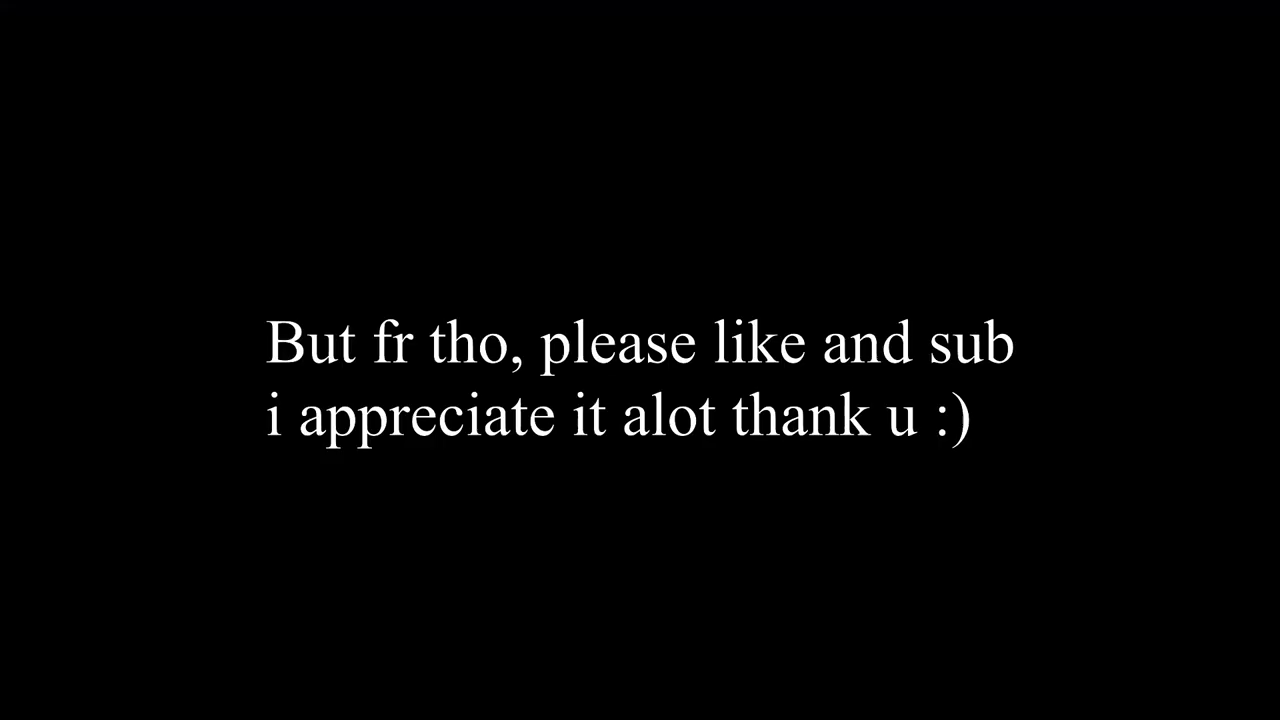 But fr tho, please like and sub
i appreciate it alot thank u :)